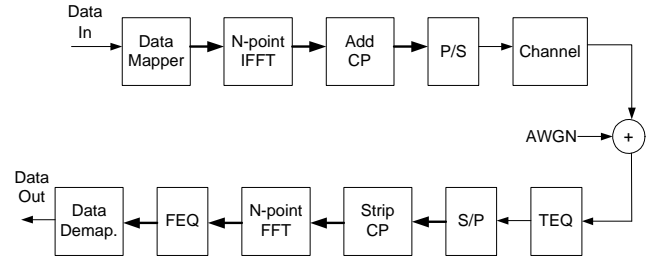 Data
In
Data
Mapper
N-point
IFFT
Add
CP
P/S
Channel
AWGN
+
Data
Out
Data
Demap.
FEQ
N-point
FFT
Strip
CP
S/P
TEQ